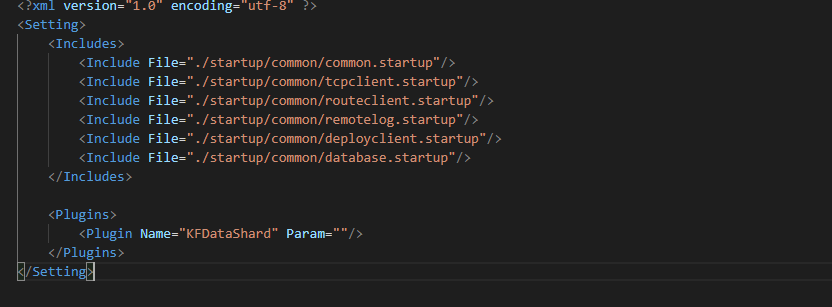 <?xml version="1.0" encoding="utf-8" ?>
<Setting>
<Includes>
<Include File="./startup/common/common.startup"/>
<Include File="./startup/common/tcpclient.startup"/>
<Include File="./startup/common/routeclient.startup"/>
<Include File="./startup/common/remotelog.startup"/>
<Include File="./startup/common/deployclient.startup"/>
<Include File="./startup/common/database.startup"/>
</Includes>
<Plugins>
<Plugin Name="KFDataShard" Param=""/>
</Plugins>
</Setting>